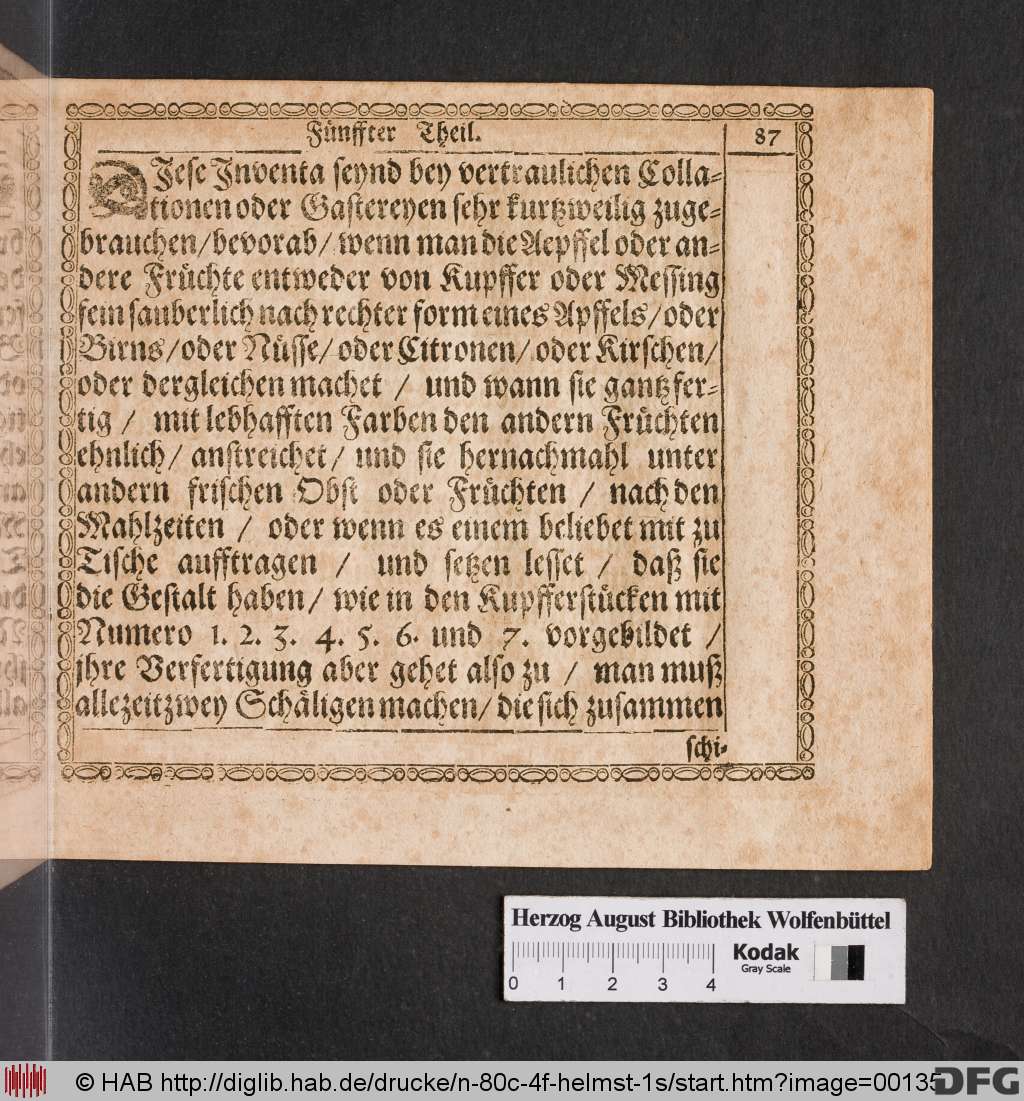 Fünffter Theil. 87
DIese Inventa seynd bey vertraulichen Colla-
tionen oder Gastereyen sehr kurtzweilig zuge-
brauchen/bevorab/ wenn man die Aepffel oder an-
dere Früchte entweder von Kupffer oder Messing
fein sauberlich nach rechter form eines Apffels/oder
Birns/oder Nüsse/oder Citronen/oder Kirschen/
oder dergleichen machet / und wann sie gantz fer-
tig / mit lebhafften Farben den andern Früchten
ehnlich/ anstreichet/ und sie hernachmahl unter
andern frischen Obst oder Früchten / nach den
Mahlzeiten / oder wenn es einem beliebet mit zu
Tische aufftragen / und setzen lesset / daß sie
die Gestalt haben/ wie in den Kupfferstücken mit
Numero 1. 2. 3. 4. 5. 6. und 7. vorgebildet /
jhre Verfertigung aber gehet also zu / man muß
allezeit zwey Schäligen machen/ die sich zusammen
schi-
Herzog August Bibliothek Wolfenbüttel
Kodak
Gray Scale
0 1 2 3 4
© HAB http://diglib.hab.de/drucke/n-80c-4f-helmst-1s/start.htm?image=00135
DFG